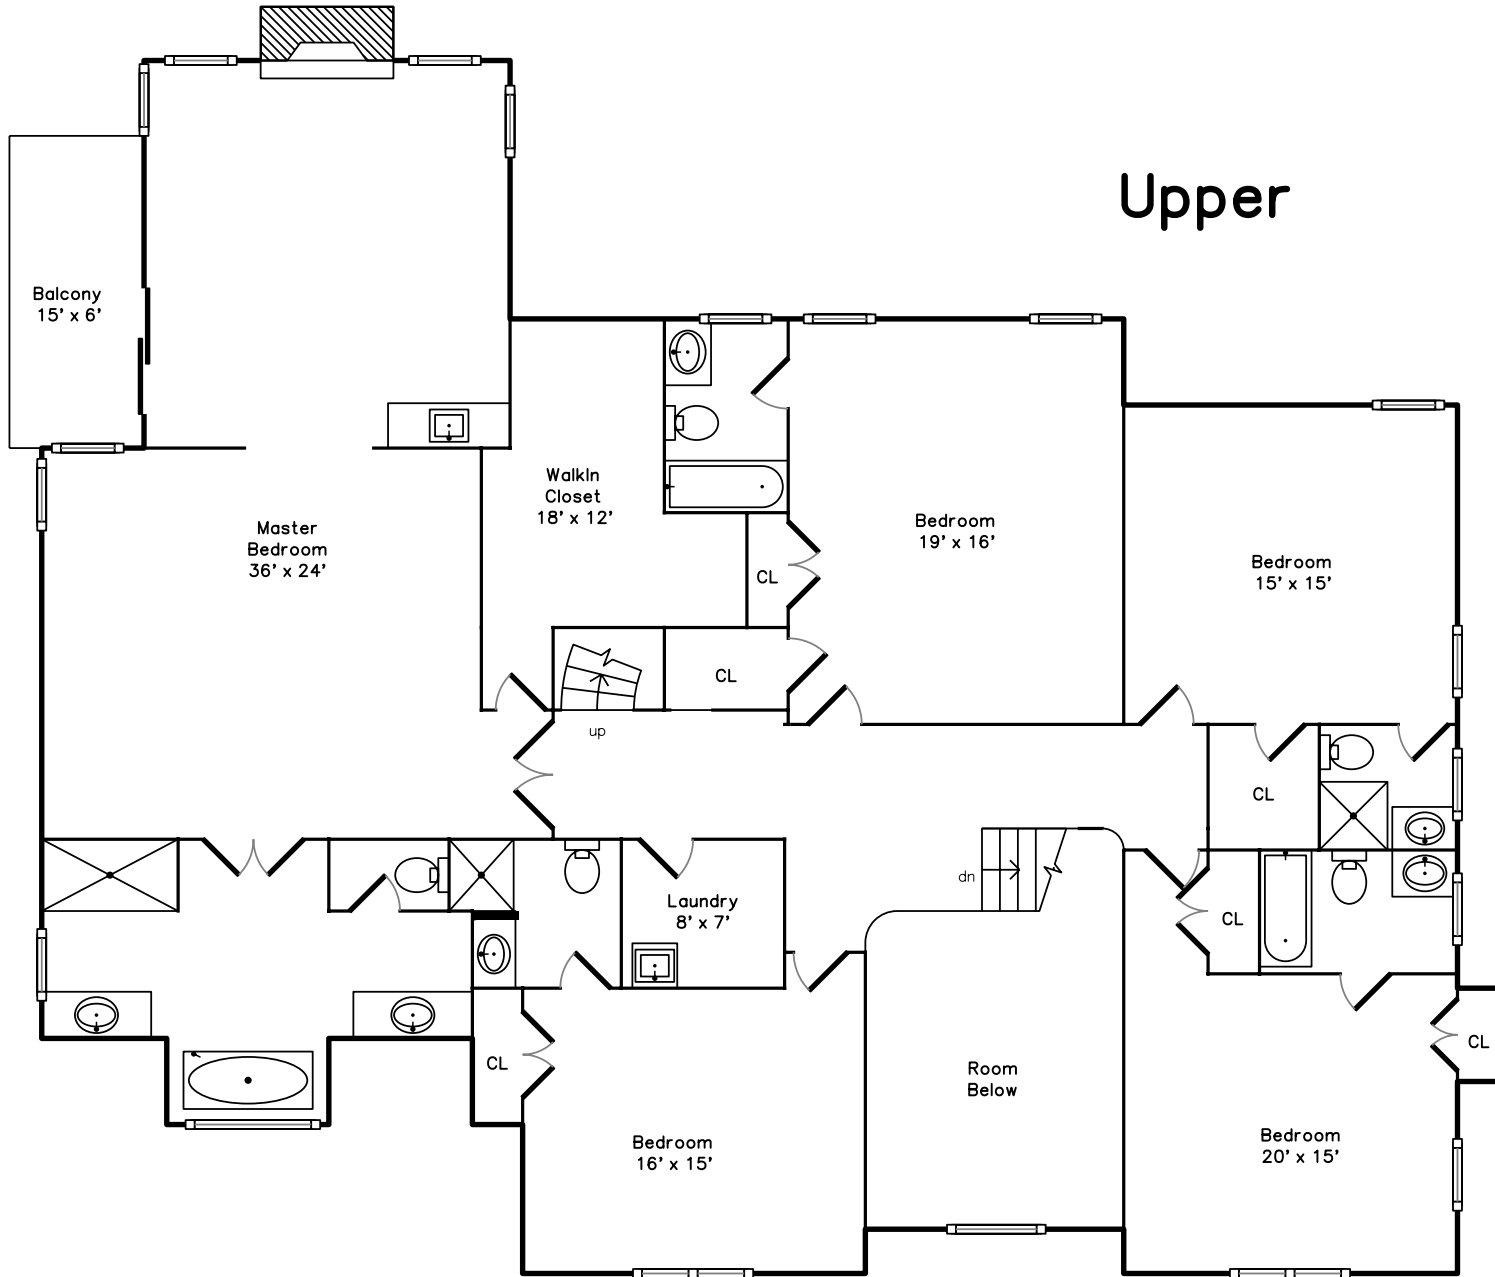 Upper
Balcony
15' x 6'
WalkIn
Closet
18' x 12'
Master
Bedroom
36' x 24'
Bedroom
19' x 16'
Bedroom
15' x 15'
CL
CL
up
CL
dn
Laundry
8' x 7'
CL
CL
CL
Room
Below
Bedroom
16' x 15'
Bedroom
20' x 15'